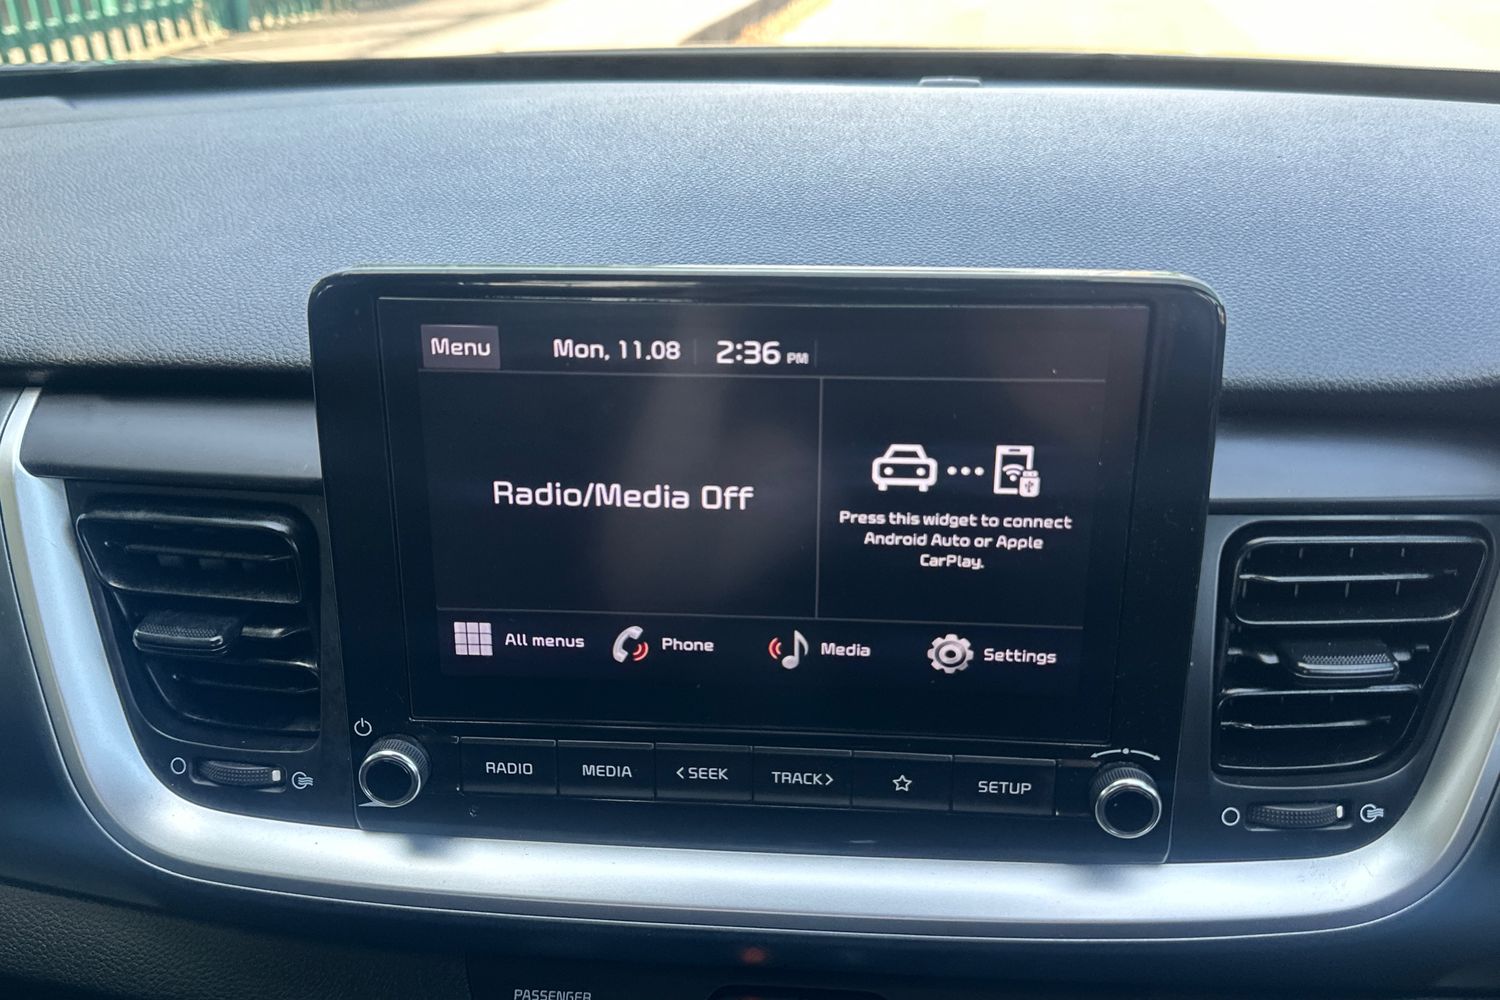 Menu Mon, 11.08 2:36 PM
Radio/Media Off
Press this widget to connect
Android Auto or Apple
CarPlay.
All menus Phone Media Settings
RADIO MEDIA <SEEK TRACK> SETUP
PASSENGER